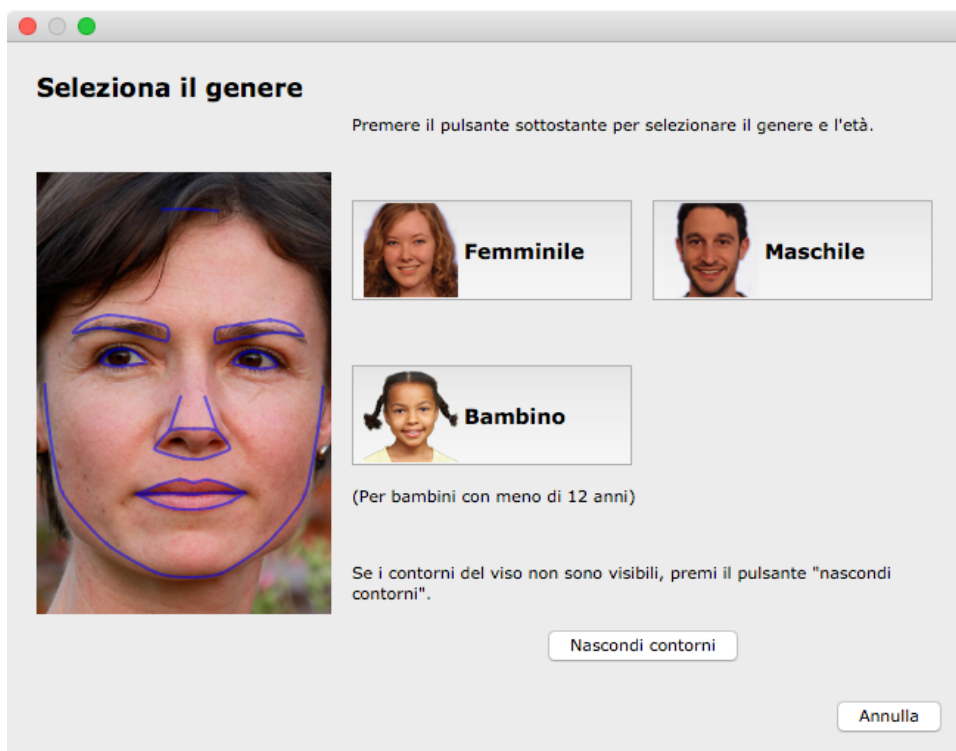 Seleziona il genere
Premere il pulsante sottostante per selezionare il genere e l'età.
Femminile
Maschile
Bambino
(Per bambini con meno di 12 anni)
Se i contorni del viso non sono visibili, premi il pulsante "nascondi
contorni".
Nascondi contorni
Annulla